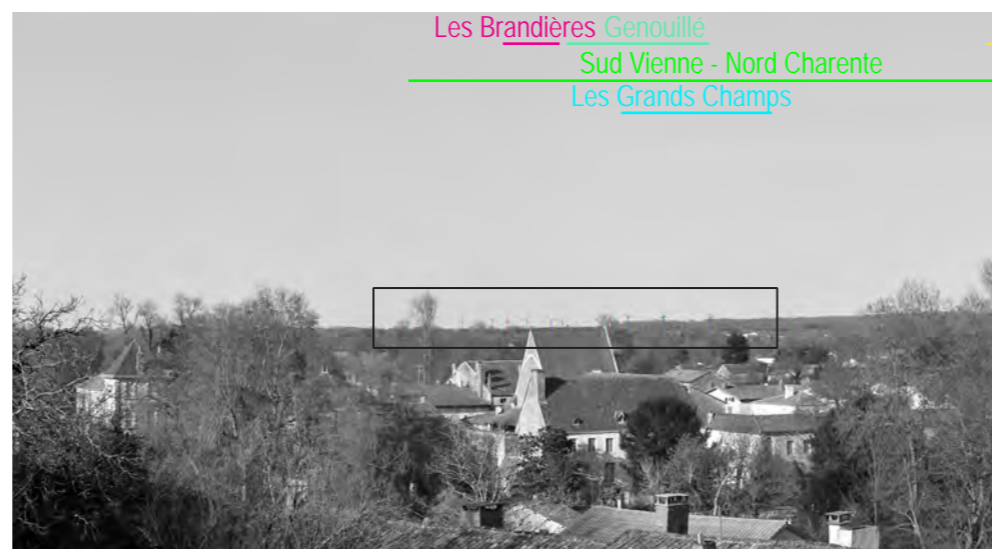 Les Brandières Genouillé
Sud Vienne - Nord Charente
Les Grands Champs